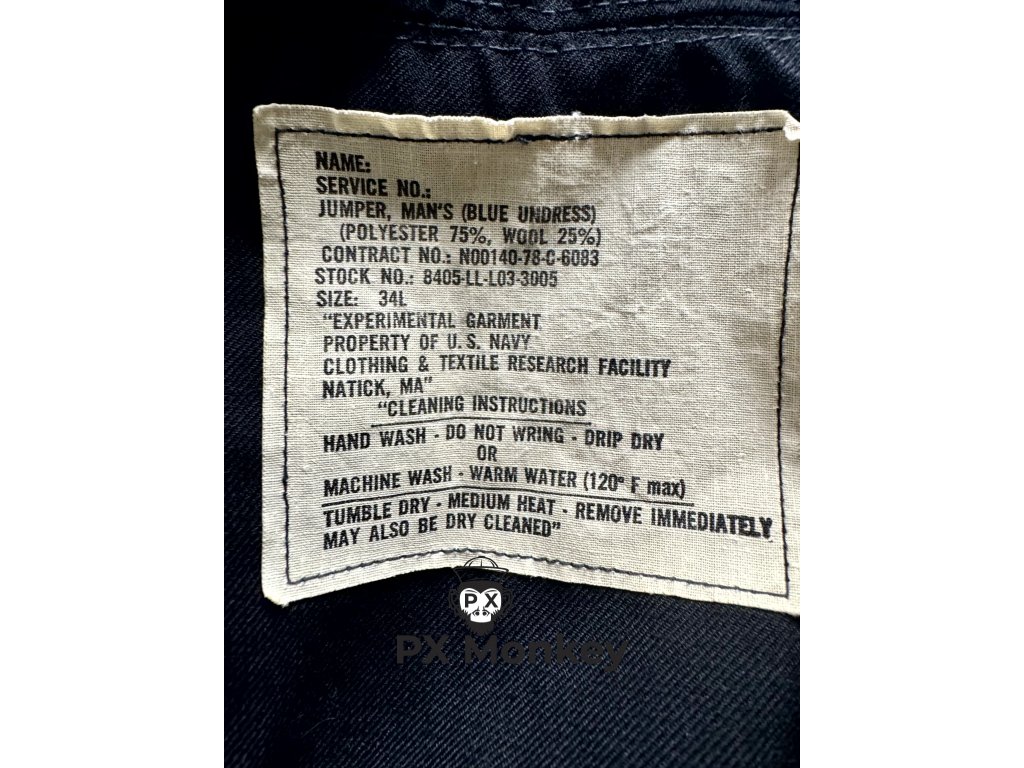 NAME:
SERVICE NO.:
JUMPER, MAN'S (BLUE UNDRESS)
(POLYESTER 75%, WOOL 25%)
CONTRACT NO.: N00140-78-C-6083
STOCK NO.: 8405-LL-L03-3005
SIZE: 34L
"EXPERIMENTAL GARMENT
PROPERTY OF U. S. NAVY
CLOTHING & TEXTILE RESEARCH FACILITY
NATICK, MA"
"CLEANING INSTRUCTIONS
HAND WASH - DO NOT WRING - DRIP DRY
OR
MACHINE WASH - WARM WATER (120° F max)
TUMBLE DRY - MEDIUM HEAT - REMOVE IMMEDIATELY
MAY ALSO BE DRY CLEANED"
PX
PX Monkey